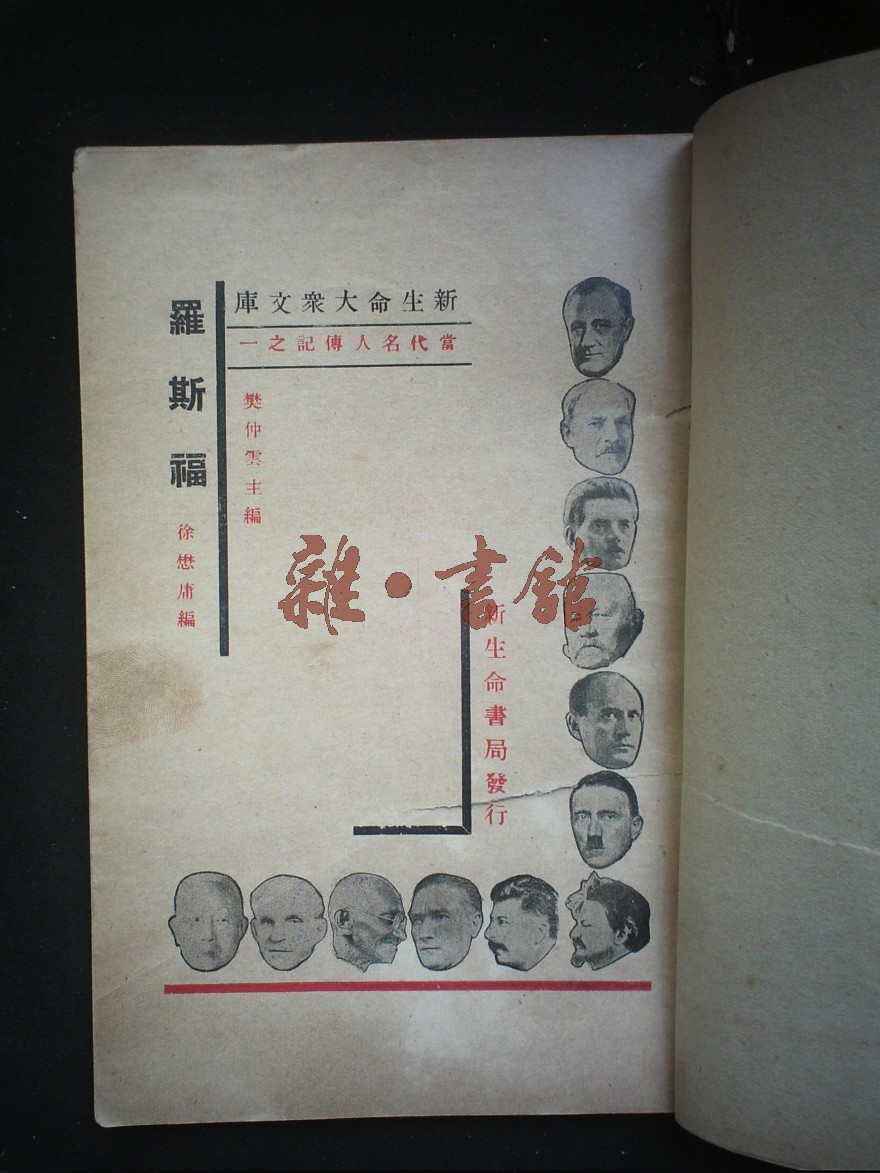 新生命大衆文庫
當代名人傳記之一
羅斯福
徐懋庸編
樊仲雲主編
新生命書局發行
雜·書館